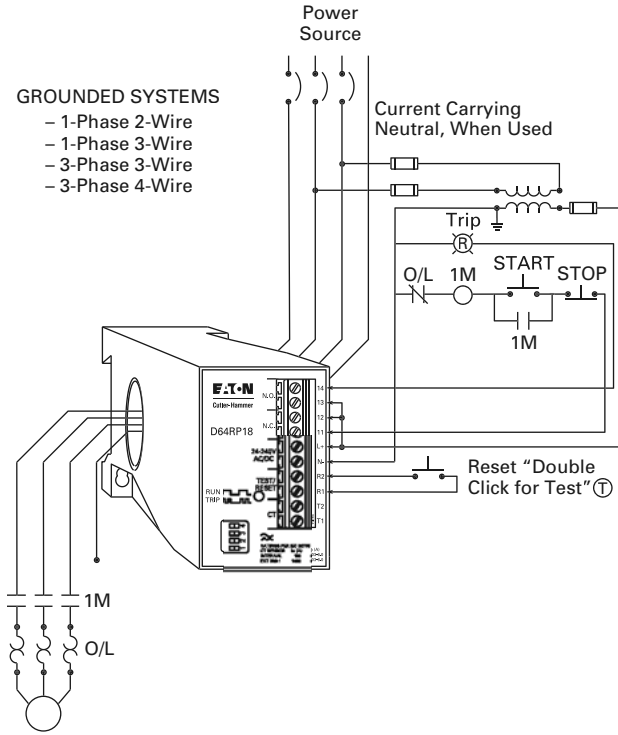 Power
Source
GROUNDED SYSTEMS
– 1-Phase 2-Wire
– 1-Phase 3-Wire
– 3-Phase 3-Wire
– 3-Phase 4-Wire
Current Carrying
Neutral, When Used
Trip
R
O/L 1M START STOP
1M
E·T·N
Cutler-Hammer
D64RP18
N.O.
N.C.
24-240V
AC/DC
TEST/
RESET
RUN
TRIP
CT
14
13
12
11
L+
N-
R2
R1
T2
T1
Reset “Double
Click for Test” T
1M
O/L